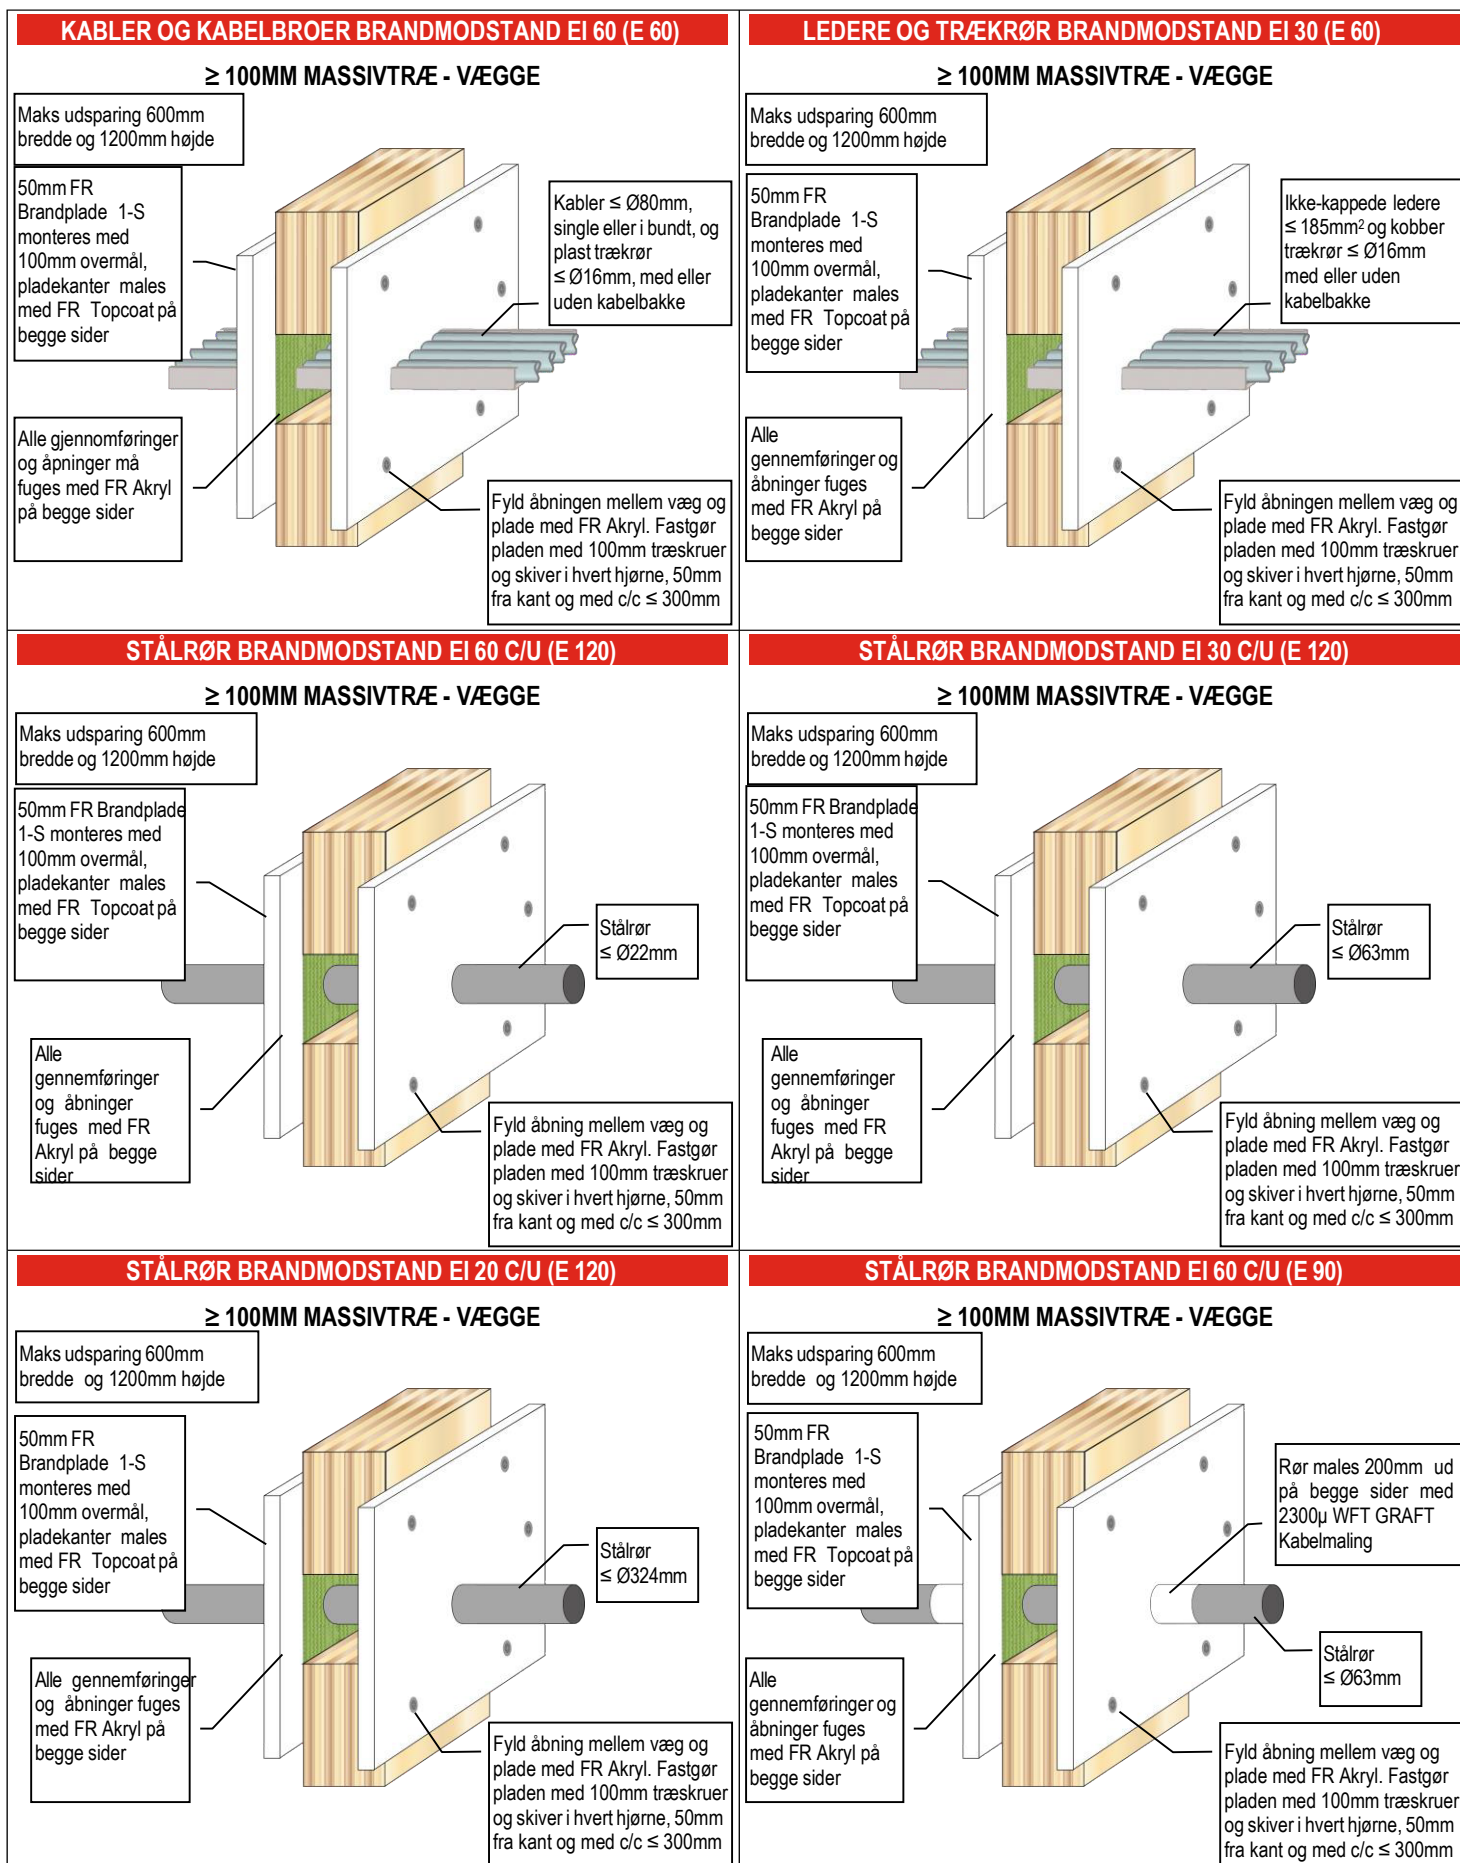 KABLER OG KABELBROER BRANDMODSTAND EI 60 (E 60)
≥ 100MM MASSIVTRÆ - VÆGGE
Maks udsparing 600mm
bredde og 1200mm højde
50mm FR
Brandplade 1-S
monteres med
100mm overmål,
pladekanter males
med FR Topcoat på
begge sider
Kabler ≤ Ø80mm,
single eller i bundt, og
plast trækrør
≤ Ø16mm, med eller
uden kabelbakke
Alle gjennomføringer
og åpninger må
fuges med FR Akryl
på begge sider
Fyld åbningen mellem væg og
plade med FR Akryl. Fastgør
pladen med 100mm træskruer
og skiver i hvert hjørne, 50mm
fra kant og med c/c ≤ 300mm
LEDERE OG TRÆKRØR BRANDMODSTAND EI 30 (E 60)
≥ 100MM MASSIVTRÆ - VÆGGE
Maks udsparing 600mm
bredde og 1200mm højde
50mm FR
Brandplade 1-S
monteres med
100mm overmål,
pladekanter males
med FR Topcoat på
begge sider
Ikke-kappede ledere
≤ 185mm² og kobber
trækrør ≤ Ø16mm
med eller uden
kabelbakke
Alle
gennemføringer og
åbninger fuges
med FR Akryl på
begge sider
Fyld åbningen mellem væg og
plade med FR Akryl. Fastgør
pladen med 100mm træskruer
og skiver i hvert hjørne, 50mm
fra kant og med c/c ≤ 300mm
STÅLRØR BRANDMODSTAND EI 60 C/U (E 120)
≥ 100MM MASSIVTRÆ - VÆGGE
Maks udsparing 600mm
bredde og 1200mm højde
50mm FR Brandplade
1-S monteres med
100mm overmål,
pladekanter males
med FR Topcoat på
begge sider
Stålrør
≤ Ø22mm
Alle
gennemføringer
og åbninger
fuges med FR
Akryl på begge
sider
Fyld åbning mellem væg og
plade med FR Akryl. Fastgør
pladen med 100mm træskruer
og skiver i hvert hjørne, 50mm
fra kant og med c/c ≤ 300mm
STÅLRØR BRANDMODSTAND EI 30 C/U (E 120)
≥ 100MM MASSIVTRÆ - VÆGGE
Maks udsparing 600mm
bredde og 1200mm højde
50mm FR Brandplade
1-S monteres med
100mm overmål,
pladekanter males
med FR Topcoat på
begge sider
Stålrør
≤ Ø63mm
Alle
gennemføringer
og åbninger
fuges med FR
Akryl på begge
sider
Fyld åbning mellem væg og
plade med FR Akryl. Fastgør
pladen med 100mm træskruer
og skiver i hvert hjørne, 50mm
fra kant og med c/c ≤ 300mm
STÅLRØR BRANDMODSTAND EI 20 C/U (E 120)
≥ 100MM MASSIVTRÆ - VÆGGE
Maks udsparing 600mm
bredde og 1200mm højde
50mm FR
Brandplade 1-S
monteres med
100mm overmål,
pladekanter males
med FR Topcoat på
begge sider
Stålrør
≤ Ø324mm
Alle gennemføringer
og åbninger fuges
med FR Akryl på
begge sider
Fyld åbning mellem væg og
plade med FR Akryl. Fastgør
pladen med 100mm træskruer
og skiver i hvert hjørne, 50mm
fra kant og med c/c ≤ 300mm
STÅLRØR BRANDMODSTAND EI 60 C/U (E 90)
≥ 100MM MASSIVTRÆ - VÆGGE
Maks udsparing 600mm
bredde og 1200mm højde
50mm FR
Brandplade 1-S
monteres med
100mm overmål,
pladekanter males
med FR Topcoat på
begge sider
Rør males 200mm ud
på begge sider med
2300µ WFT GRAFT
Kabelmaling
Stålrør
≤ Ø63mm
Alle
gennemføringer og
åbninger fuges
med FR Akryl på
begge sider
Fyld åbning mellem væg og
plade med FR Akryl. Fastgør
pladen med 100mm træskruer
og skiver i hvert hjørne, 50mm
fra kant og med c/c ≤ 300mm